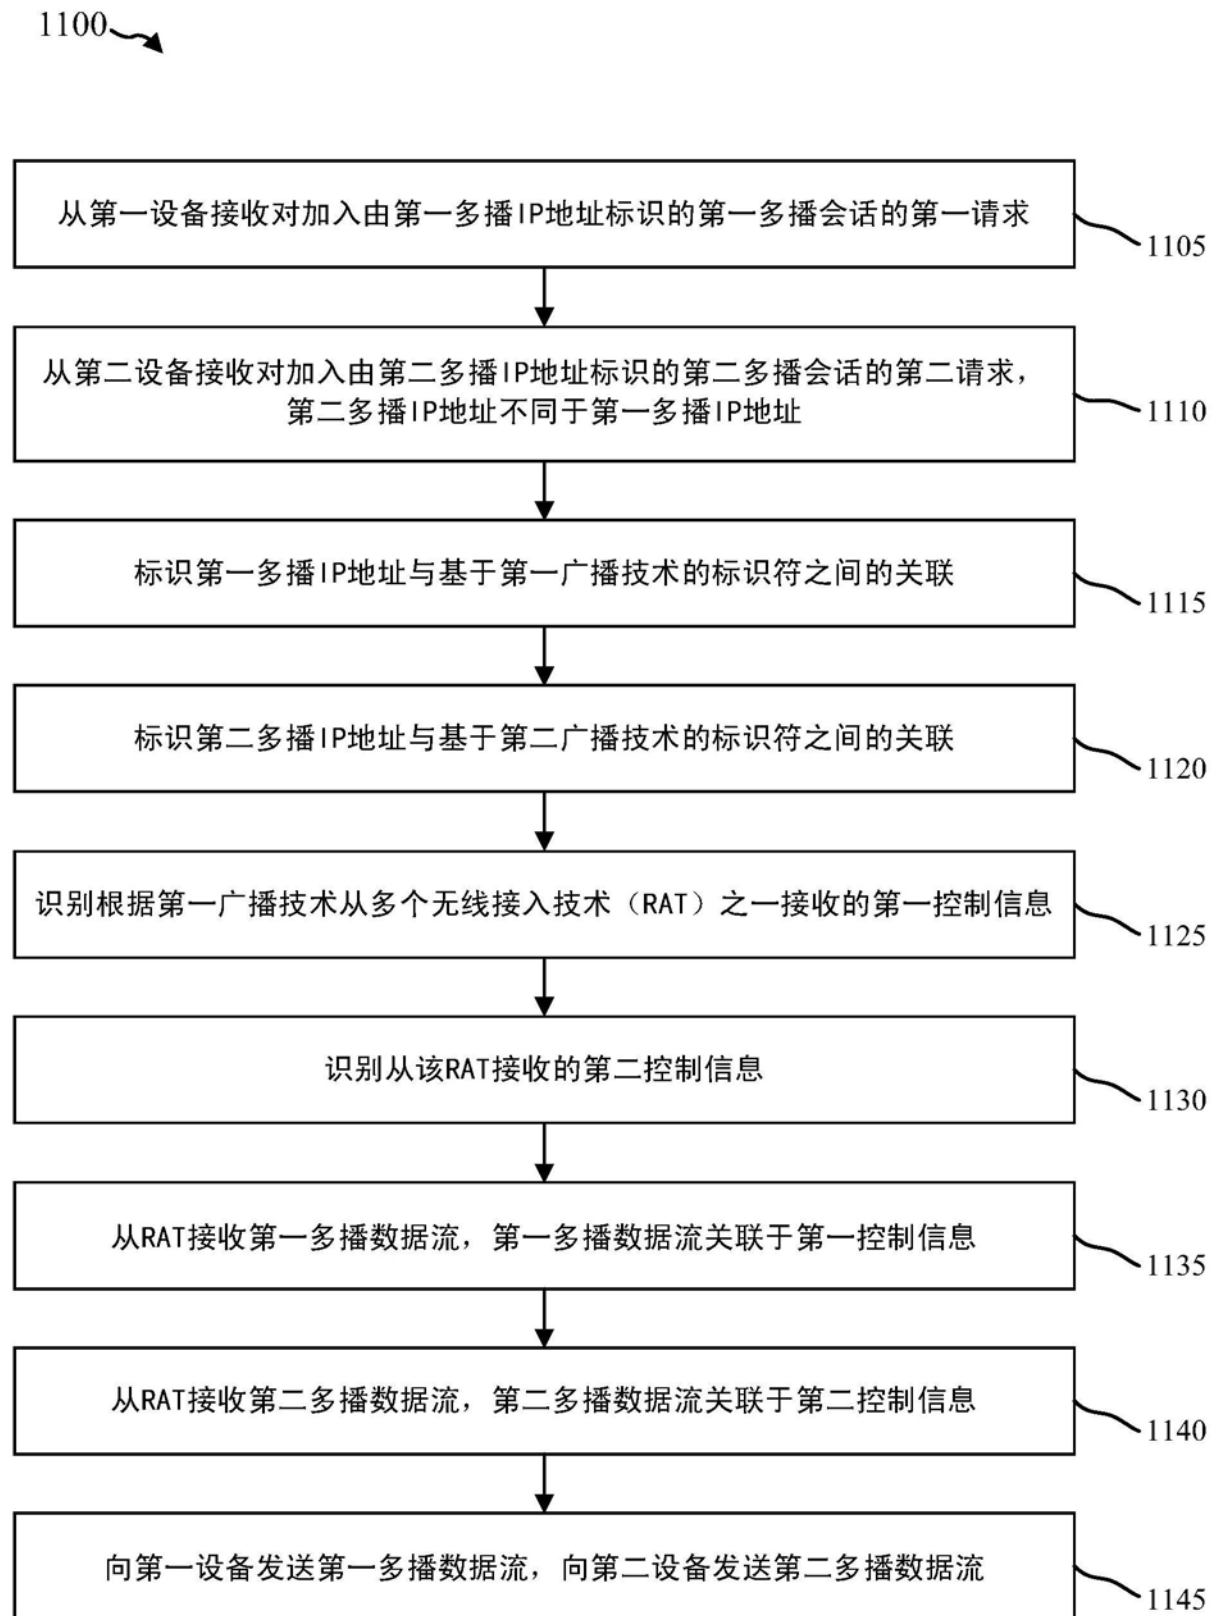 1100
从第一设备接收对加入由第一多播IP地址标识的第一多播会话的第一请求
1105
从第二设备接收对加入由第二多播IP地址标识的第二多播会话的第二请求，
第二多播IP地址不同于第一多播IP地址
1110
标识第一多播IP地址与基于第一广播技术的标识符之间的关联
1115
标识第二多播IP地址与基于第二广播技术的标识符之间的关联
1120
识别根据第一广播技术从多个无线接入技术（RAT）之一接收的第一控制信息
1125
识别从该RAT接收的第二控制信息
1130
从RAT接收第一多播数据流，第一多播数据流关联于第一控制信息
1135
从RAT接收第二多播数据流，第二多播数据流关联于第二控制信息
1140
向第一设备发送第一多播数据流，向第二设备发送第二多播数据流
1145